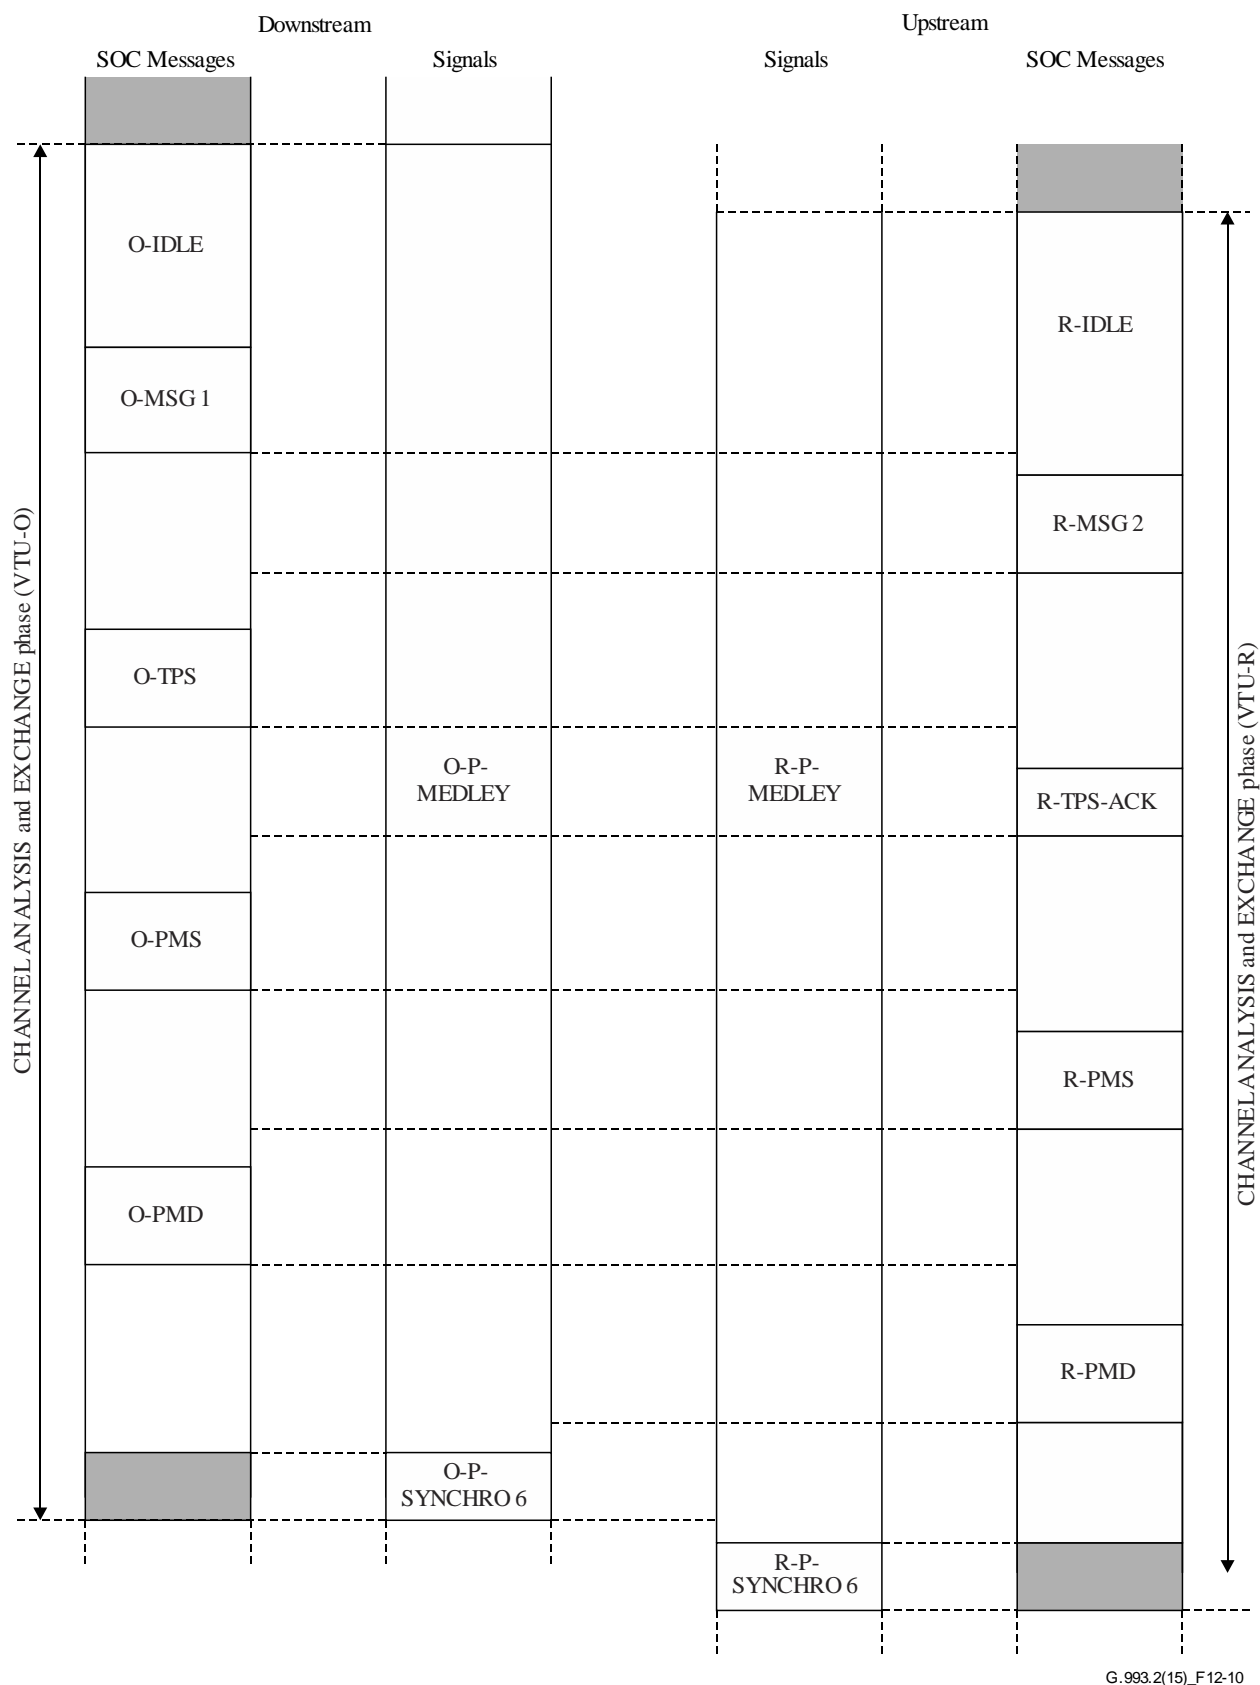 Downstream
Upstream
SOC Messages
Signals
Signals
SOC Messages
O-IDLE
R-IDLE
O-MSG 1
R-MSG 2
O-TPS
O-P-
MEDLEY
R-P-
MEDLEY
R-TPS-ACK
O-PMS
R-PMS
O-PMD
R-PMD
O-P-
SYNCHRO 6
R-P-
SYNCHRO 6
CHANNEL ANALYSIS and EXCHANGE phase (VTU-O)
CHANNEL ANALYSIS and EXCHANGE phase (VTU-R)
G.993.2(15)_F12-10